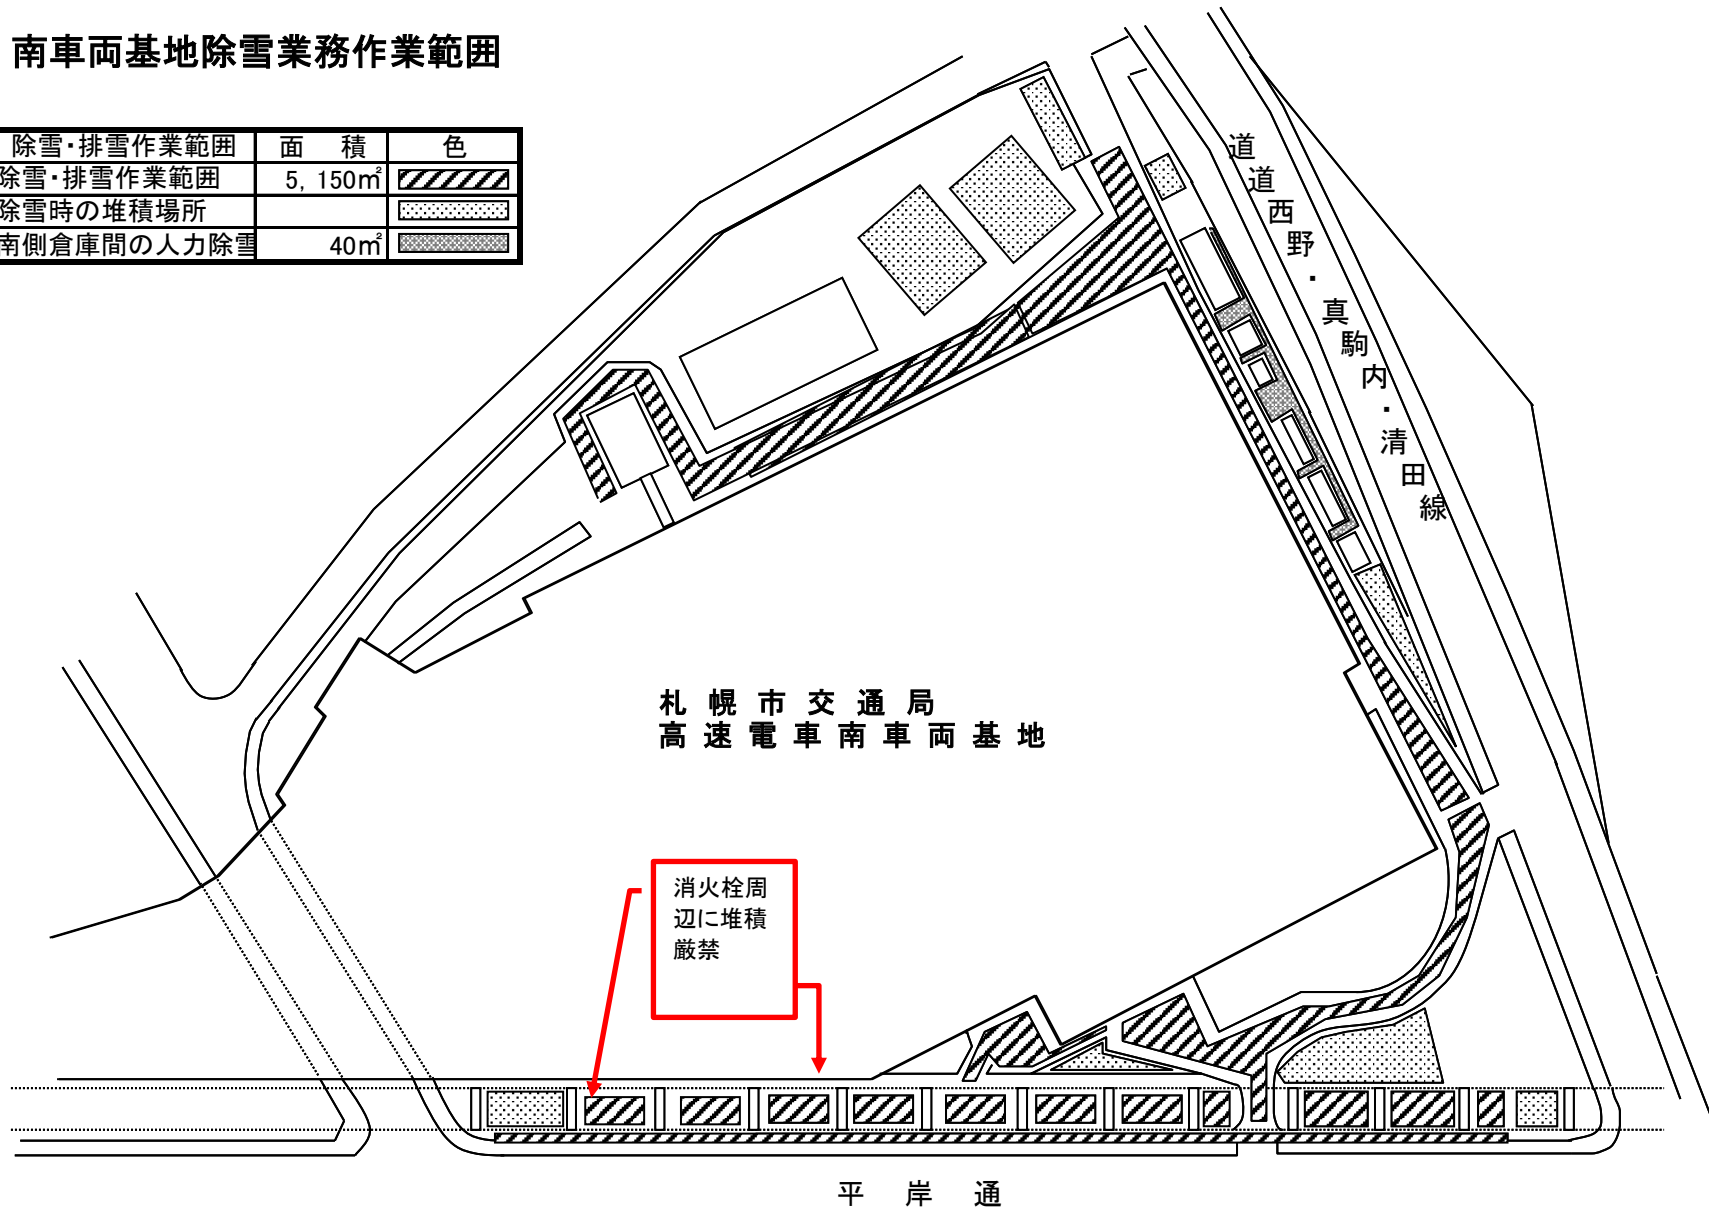 南車両基地除雪業務作業範囲
除雪・排雪作業範囲 面 積 色
除雪・排雪作業範囲 5, 150㎡
除雪時の堆積場所
南側倉庫間の人力除雪 40㎡
道道西野・真駒内・清田線
札幌市交通局
高速電車南車両基地
消火栓周
辺に堆積
厳禁
平 岸 通